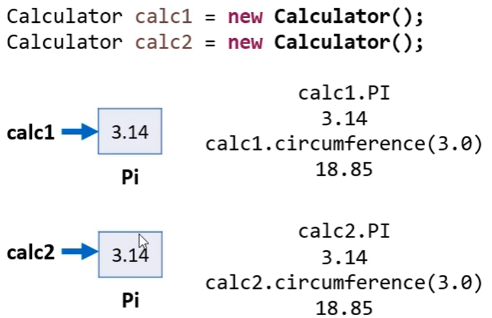 Calculator calc1 = new Calculator();
Calculator calc2 = new Calculator();
calc1.PI
calc1 3.14 3.14
calc1.circumference(3.0)
Pi 18.85
calc2.PI
calc2 3.14 3.14
calc2.circumference(3.0)
Pi 18.85